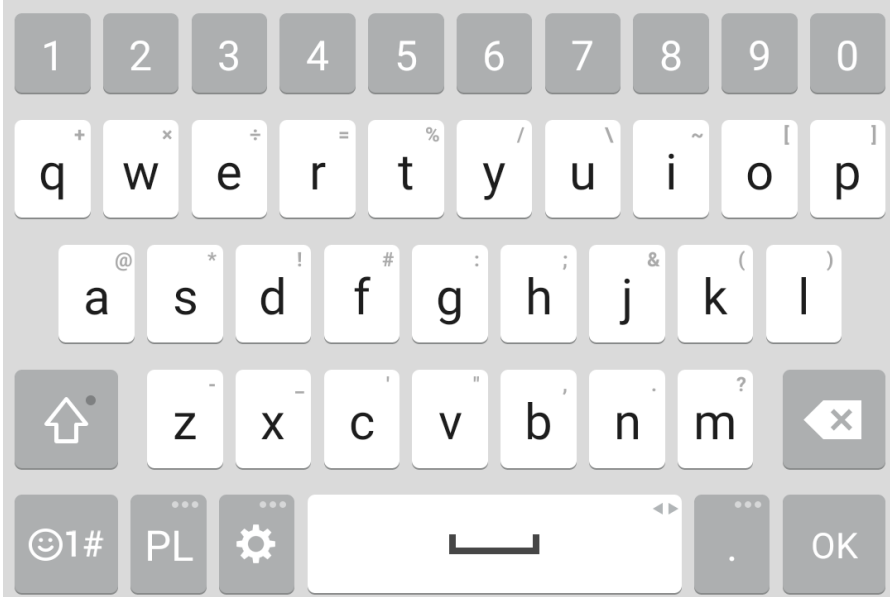 1 2 3 4 5 6 7 8 9 0
+ × ÷ = % / \ ~ [ ]
q w e r t y u i o p
@ * ! # : ; & ( )
a s d f g h j k l
- _ ' " , . ?
z x c v b n m
☺1# PL . OK